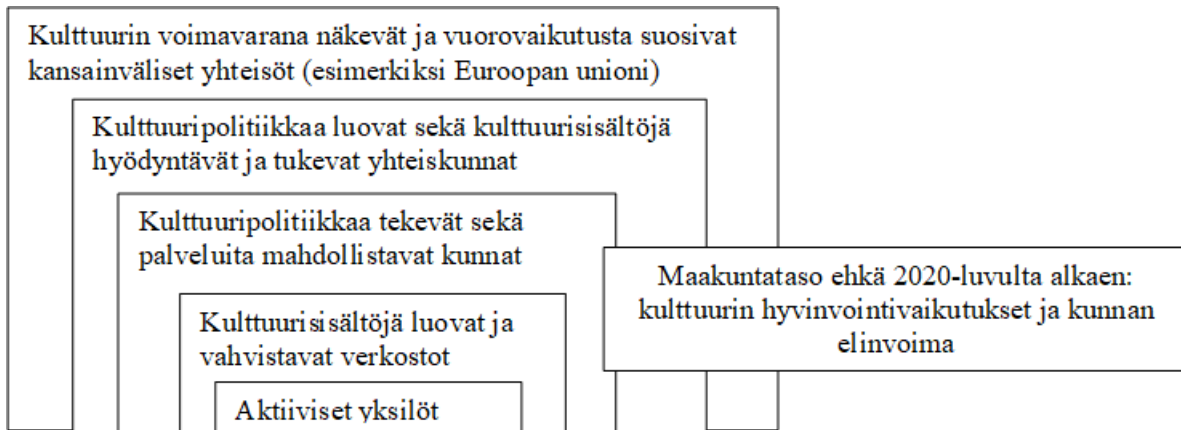 Kulttuurin voimavarana näkevät ja vuorovaikutusta suosivat
kansainväliset yhteisöt (esimerkiksi Euroopan unioni)
Kulttuuripolitiikkaa luovat sekä kulttuurisisältöjä
hyödyntävät ja tukevat yhteiskunnat
Kulttuuripolitiikkaa tekevät sekä
palveluita mahdollistavat kunnat
Maakuntataso ehkä 2020-luvulta alkaen:
kulttuurin hyvinvointivaikutukset ja kunnan
elinvoima
Kulttuurisisältöjä luovat ja
vahvistavat verkostot
Aktiiviset yksilöt